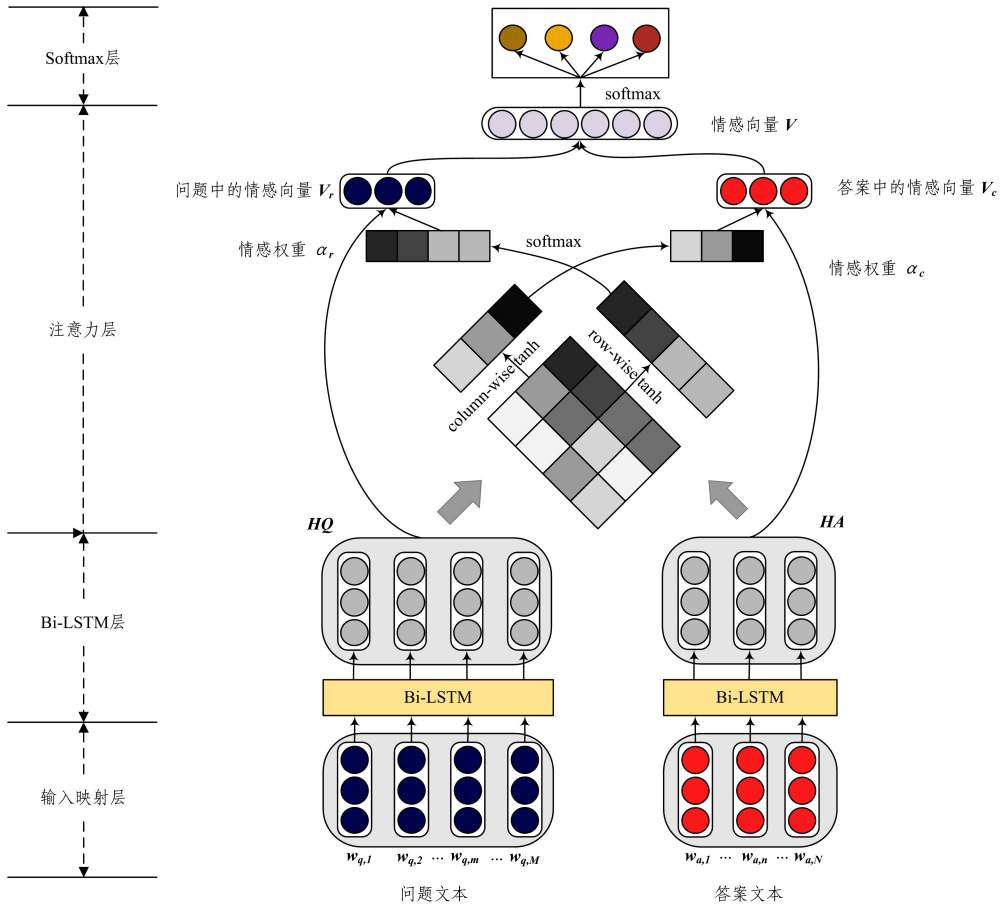 Softmax层
softmax
情感向量 V
问题中的情感向量 Vr
答案中的情感向量 Vc
情感权重 αr
softmax
情感权重 αc
注意力层
column-wise tanh
row-wise tanh
HQ
HA
Bi-LSTM层
Bi-LSTM
Bi-LSTM
输入映射层
wq,1 wq,2 ... wq,m ... wq,M
wa,1 ... wa,n ... wa,N
问题文本
答案文本